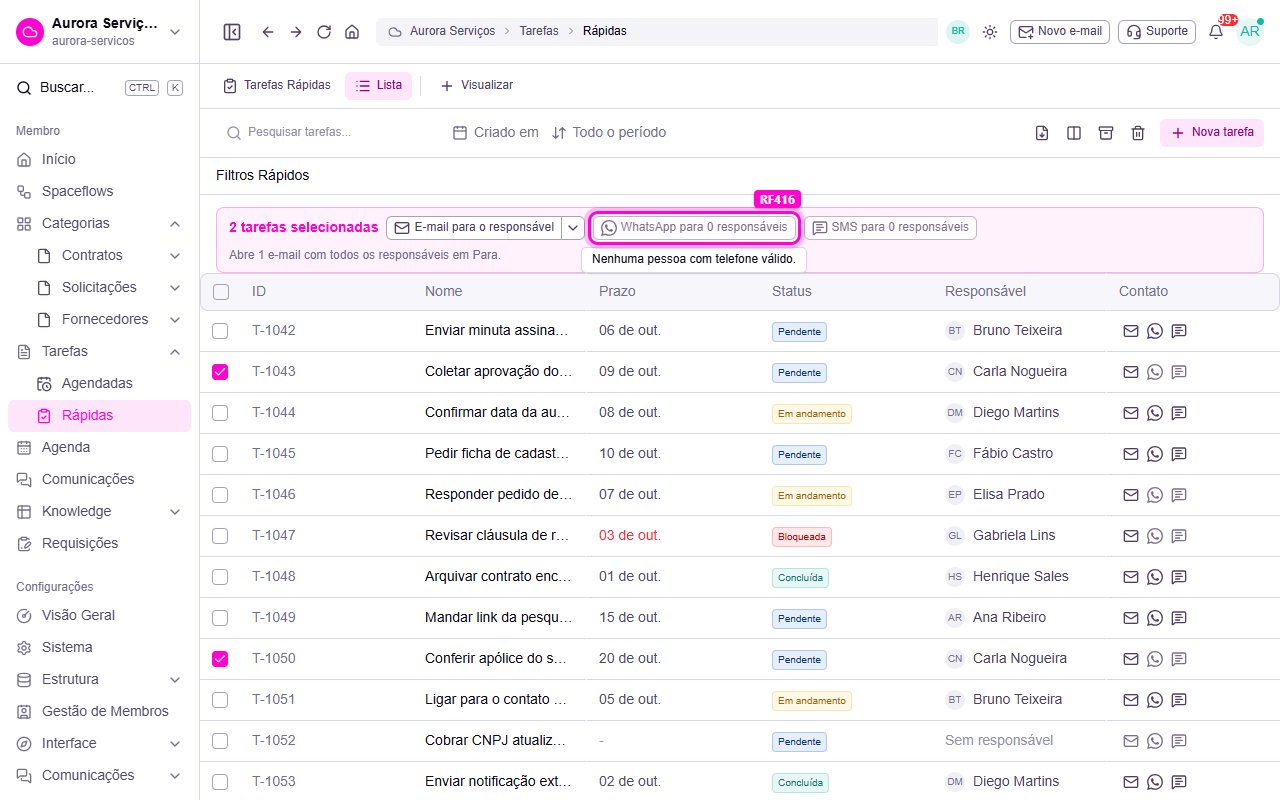 Aurora Serviç...
aurora-servicos
Aurora Serviços
Tarefas
Rápidas
BR
Novo e-mail
Suporte
99+
AR
Buscar...
CTRL
K
Membro
Início
Spaceflows
Categorias
Contratos
Solicitações
Fornecedores
Tarefas
Agendadas
Rápidas
Agenda
Comunicações
Knowledge
Requisições
Configurações
Visão Geral
Sistema
Estrutura
Gestão de Membros
Interface
Comunicações
Tarefas Rápidas
Lista
Visualizar
Pesquisar tarefas...
Criado em
Todo o período
Nova tarefa
Filtros Rápidos
RF416
2 tarefas selecionadas
E-mail para o responsável
WhatsApp para 0 responsáveis
SMS para 0 responsáveis
Abre 1 e-mail com todos os responsáveis em Para.
Nenhuma pessoa com telefone válido.
ID Nome Prazo Status Responsável Contato
T-1042 Enviar minuta assina... 06 de out. Pendente BT Bruno Teixeira
T-1043 Coletar aprovação do... 09 de out. Pendente CN Carla Nogueira
T-1044 Confirmar data da au... 08 de out. Em andamento DM Diego Martins
T-1045 Pedir ficha de cadast... 10 de out. Pendente FC Fábio Castro
T-1046 Responder pedido de... 07 de out. Em andamento EP Elisa Prado
T-1047 Revisar cláusula de r... 03 de out. Bloqueada GL Gabriela Lins
T-1048 Arquivar contrato enc... 01 de out. Concluída HS Henrique Sales
T-1049 Mandar link da pesqu... 15 de out. Pendente AR Ana Ribeiro
T-1050 Conferir apólice do s... 20 de out. Pendente CN Carla Nogueira
T-1051 Ligar para o contato ... 05 de out. Em andamento BT Bruno Teixeira
T-1052 Cobrar CNPJ atualiz... - Pendente Sem responsável
T-1053 Enviar notificação ext... 02 de out. Concluída DM Diego Martins